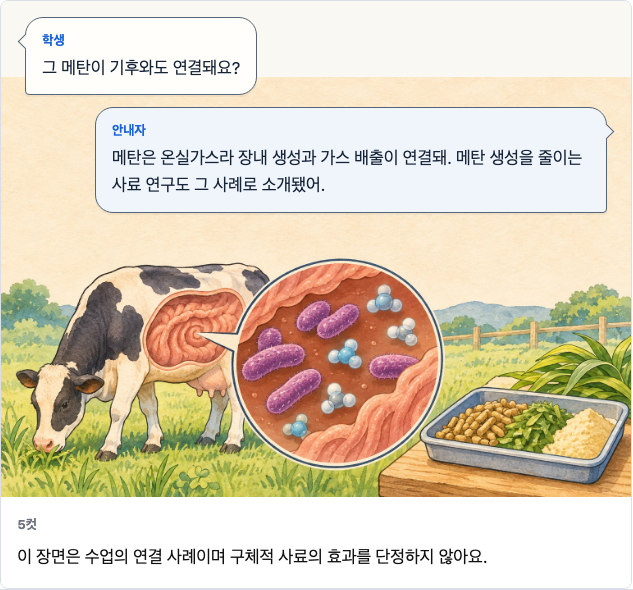 학생
그 메탄이 기후와도 연결돼요?
안내자
메탄은 온실가스라 장내 생성과 가스 배출이 연결돼. 메탄 생성을 줄이는
사료 연구도 그 사례로 소개됐어.
5컷
이 장면은 수업의 연결 사례이며 구체적 사료의 효과를 단정하지 않아요.